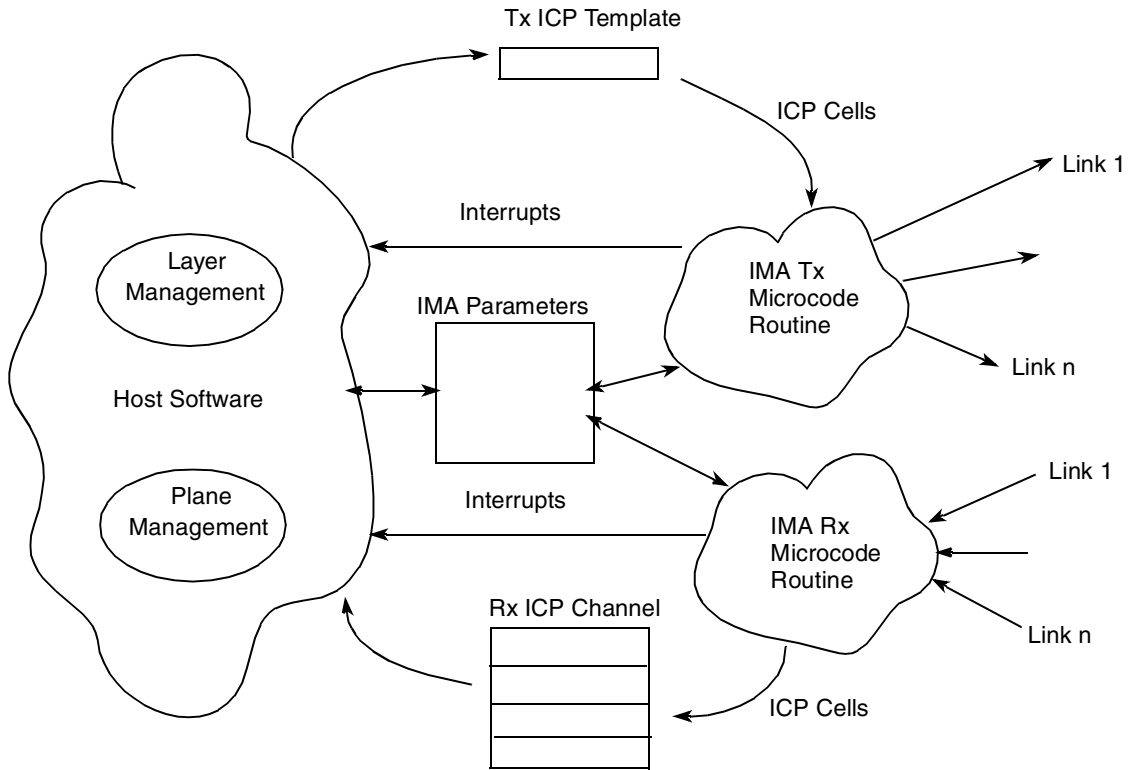 Tx ICP Template
ICP Cells
Link 1
Interrupts
Layer
Management
IMA Tx
Microcode
Routine
IMA Parameters
Link n
Host Software
Link 1
Plane
Management
Interrupts
IMA Rx
Microcode
Routine
Rx ICP Channel
Link n
ICP Cells